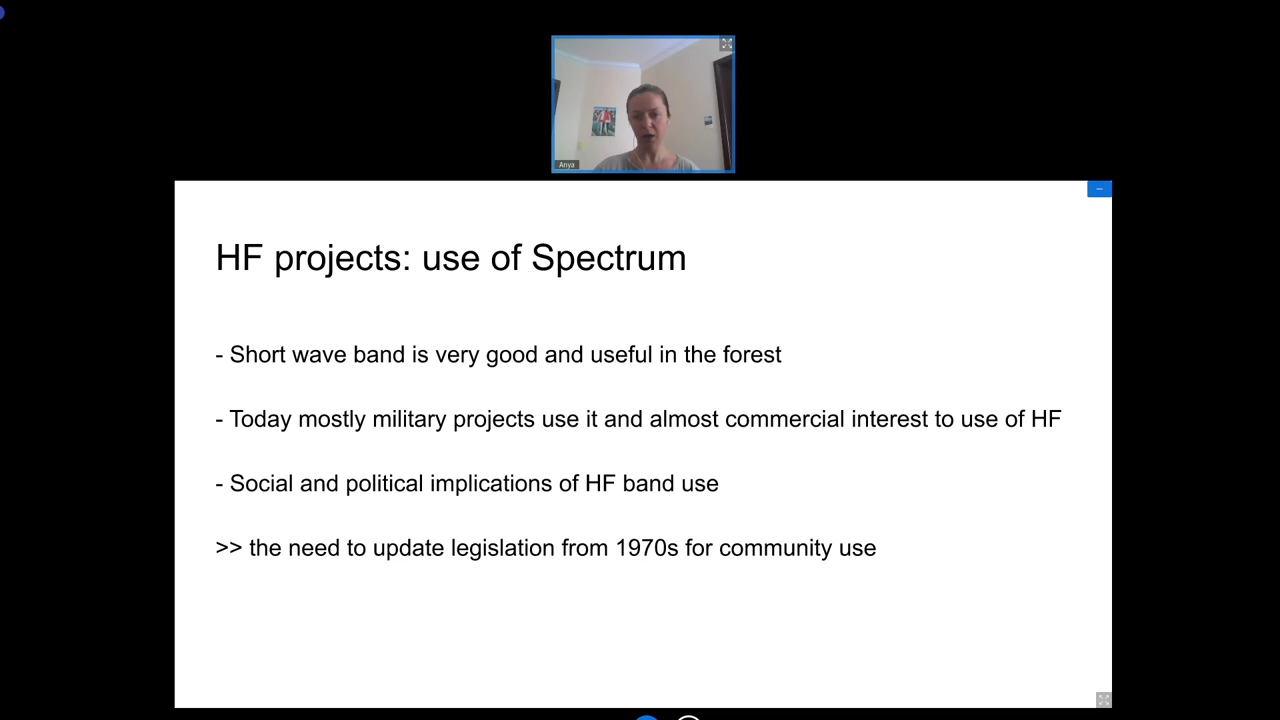 Anya
HF projects: use of Spectrum
- Short wave band is very good and useful in the forest
- Today mostly military projects use it and almost commercial interest to use of HF
- Social and political implications of HF band use
>> the need to update legislation from 1970s for community use